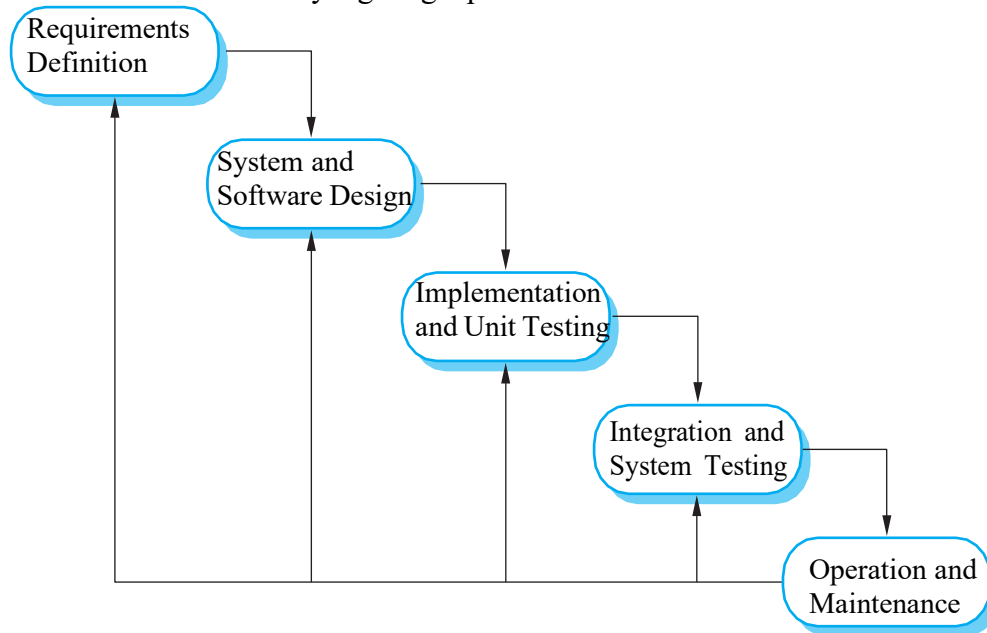 Requirements
Definition
System and
Software Design
Implementation
and Unit Testing
Integration and
System Testing
Operation and
Maintenance